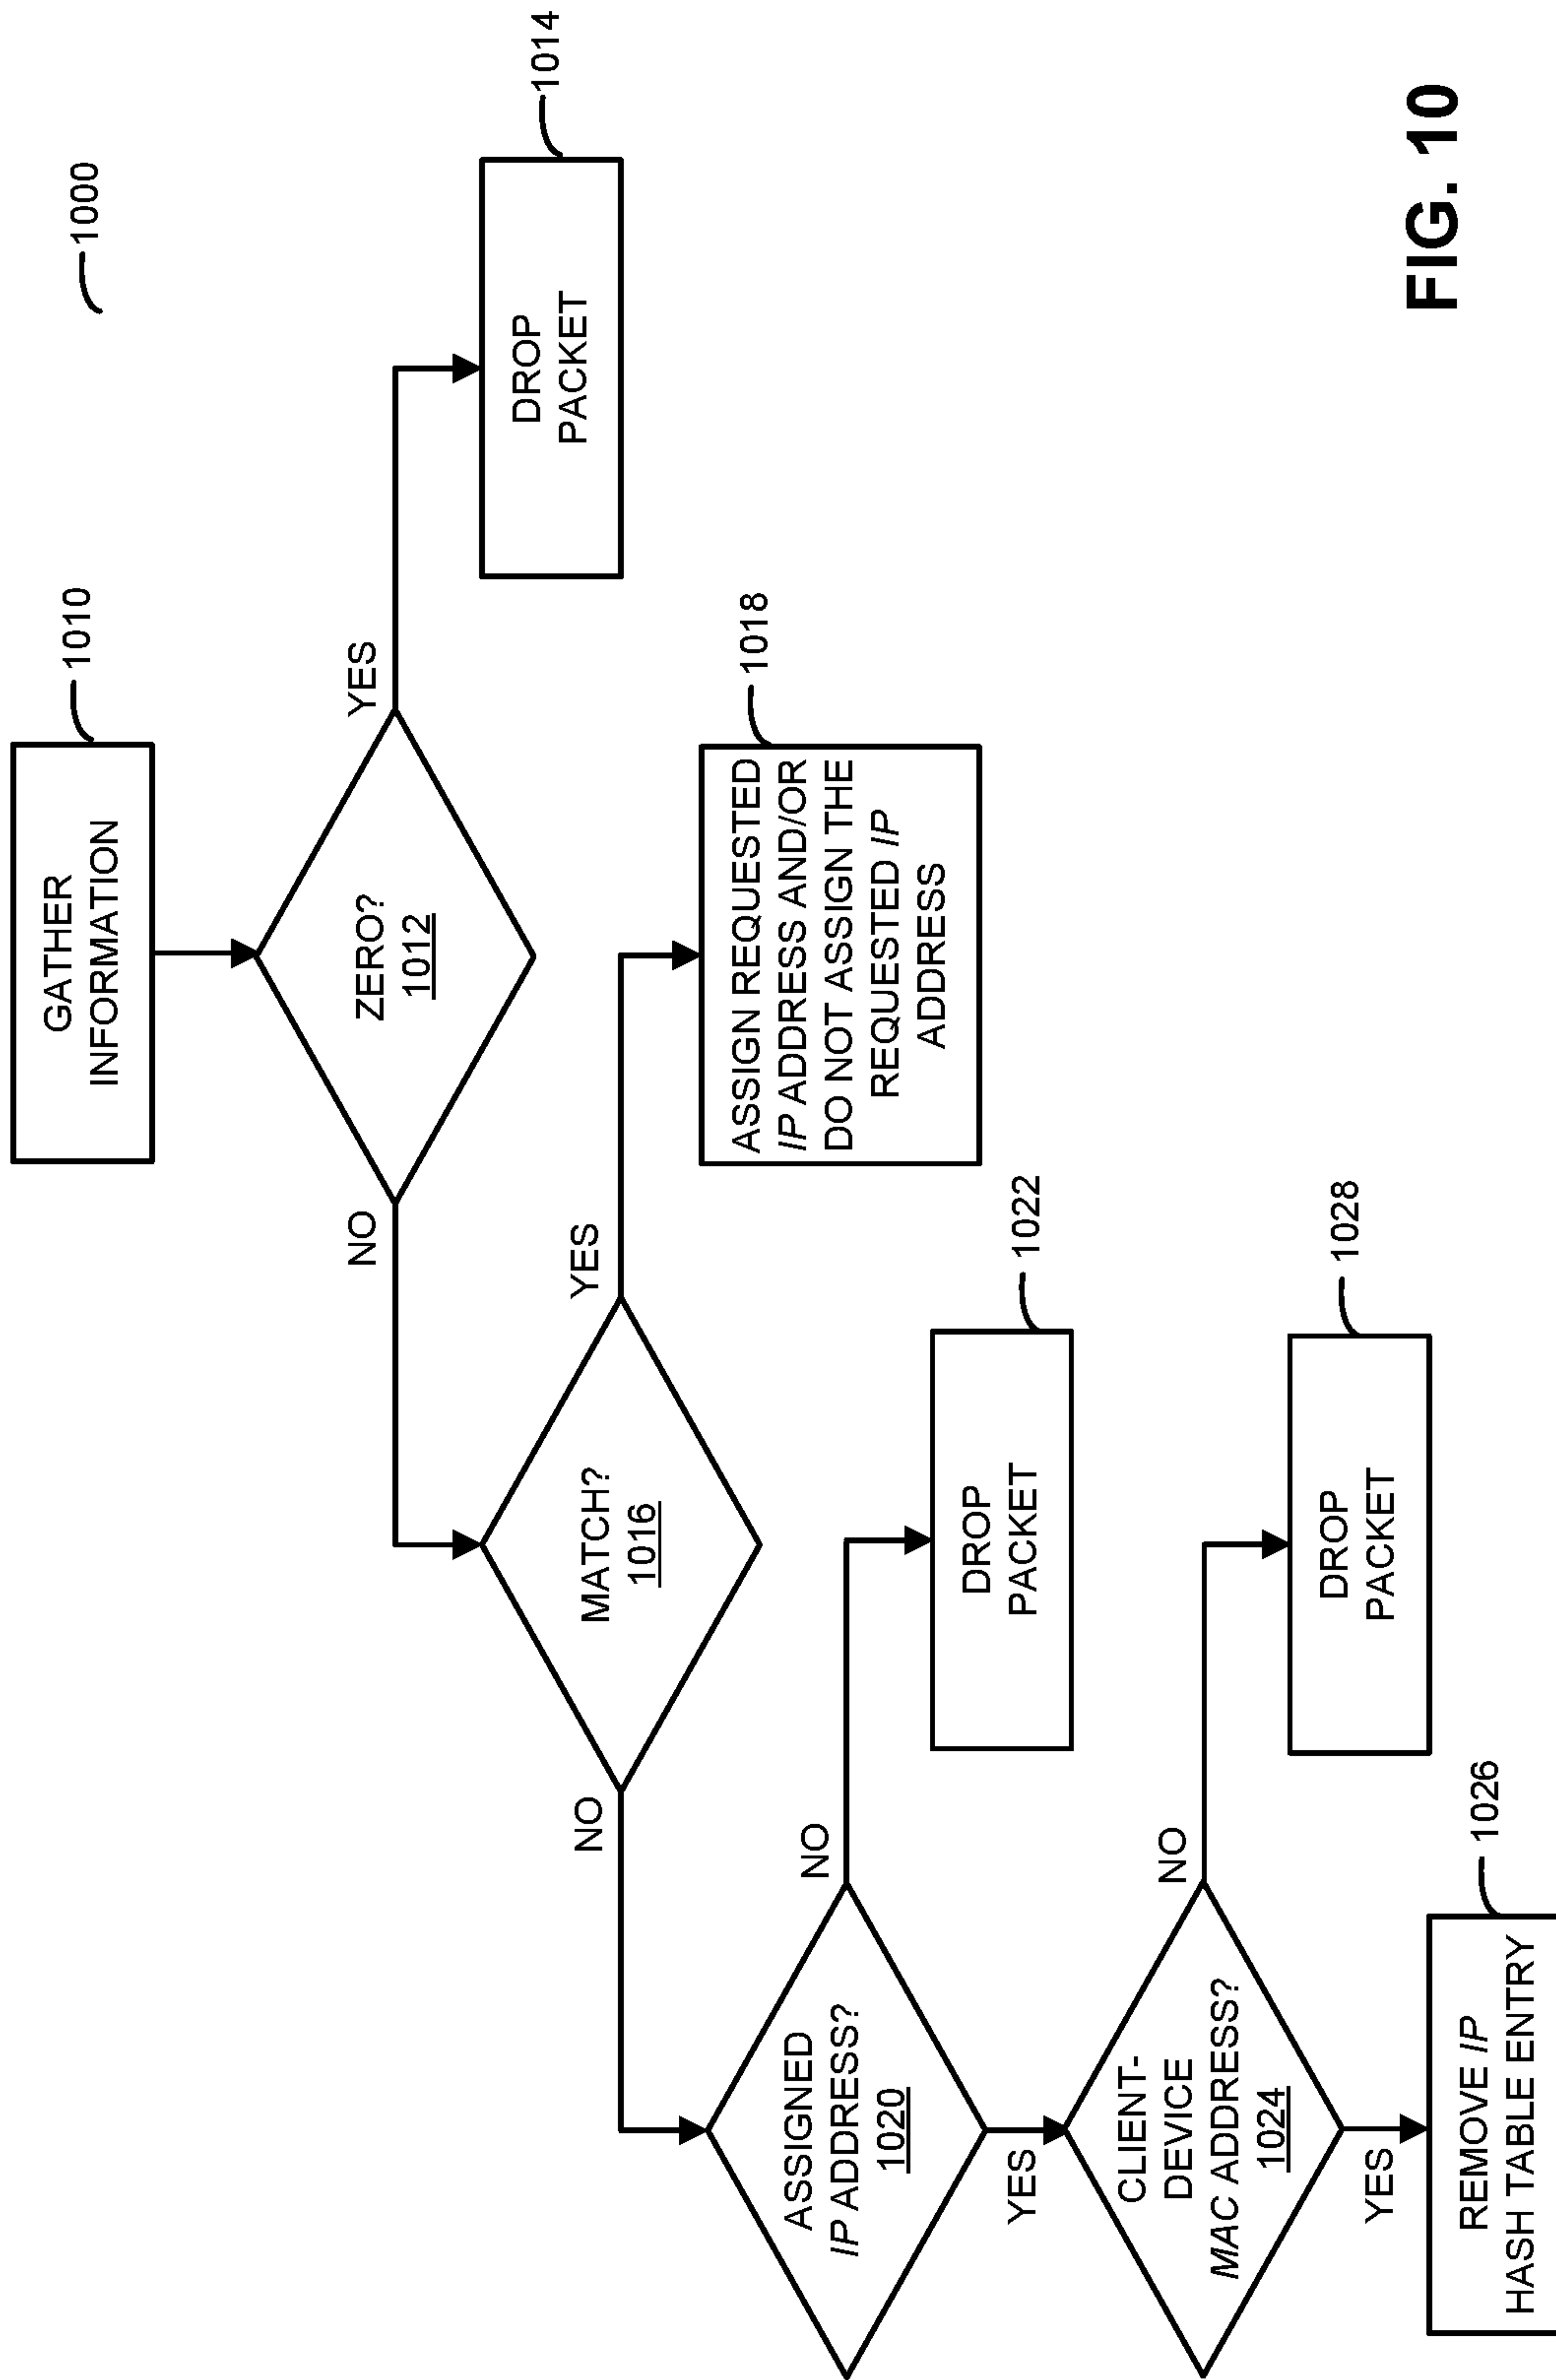 1000
GATHER
INFORMATION
1010
ZERO?
1012
YES
NO
DROP
PACKET
1014
MATCH?
1016
YES
NO
ASSIGN REQUESTED
IP ADDRESS AND/OR
DO NOT ASSIGN THE
REQUESTED IP
ADDRESS
1018
ASSIGNED
IP ADDRESS?
1020
NO
YES
DROP
PACKET
1022
CLIENT-
DEVICE
MAC ADDRESS?
1024
NO
YES
DROP
PACKET
1028
REMOVE IP
HASH TABLE ENTRY
1026
FIG. 10